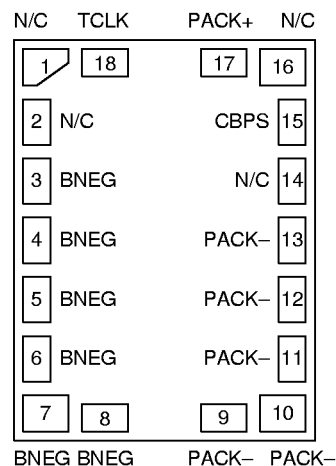 N/C TCLK PACK+ N/C
1 18 17 16
2 N/C CBPS 15
3 BNEG N/C 14
4 BNEG PACK– 13
5 BNEG PACK– 12
6 BNEG PACK– 11
7 8 9 10
BNEG BNEG PACK– PACK–